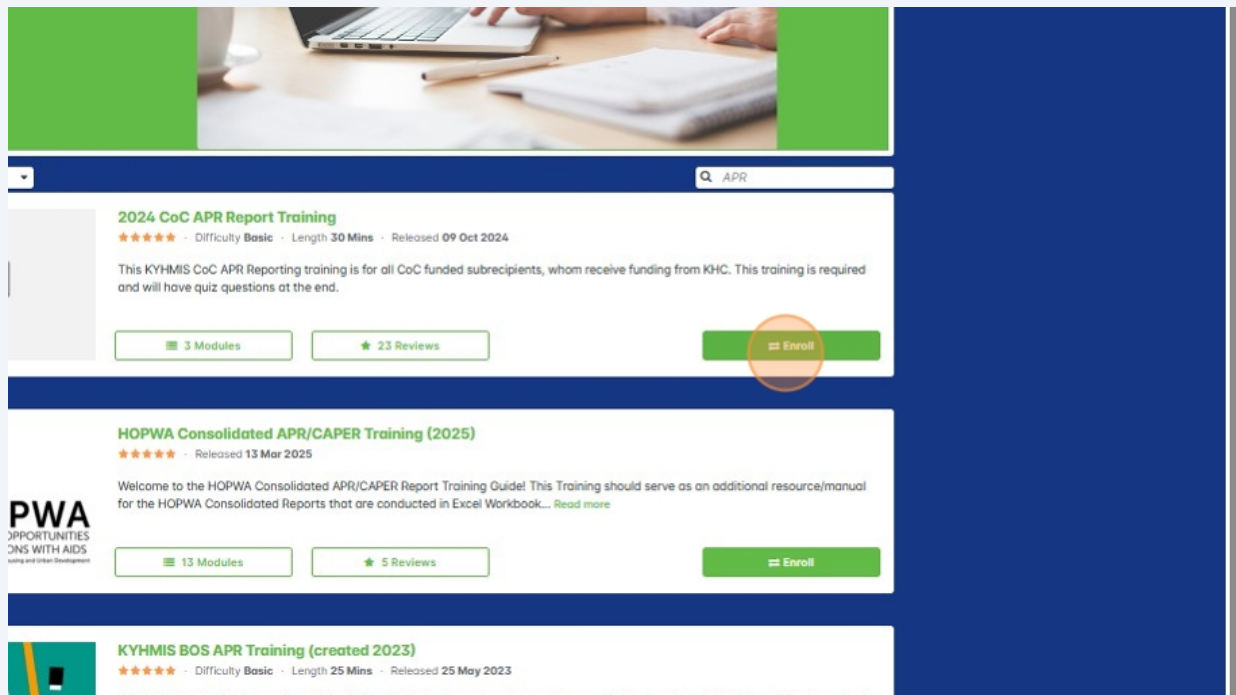 APR
2024 CoC APR Report Training
· Difficulty Basic · Length 30 Mins · Released 09 Oct 2024
This KYHMIS CoC APR Reporting training is for all CoC funded subrecipients, whom receive funding from KHC. This training is required
and will have quiz questions at the end.
3 Modules
23 Reviews
Enroll
HOPWA Consolidated APR/CAPER Training (2025)
· Released 13 Mar 2025
Welcome to the HOPWA Consolidated APR/CAPER Report Training Guide! This Training should serve as an additional resource/manual
for the HOPWA Consolidated Reports that are conducted in Excel Workbook... Read more
PWA
OPPORTUNITIES
ONS WITH AIDS
using and Urban Development
13 Modules
5 Reviews
Enroll
KYHMIS BOS APR Training (created 2023)
· Difficulty Basic · Length 25 Mins · Released 25 May 2023